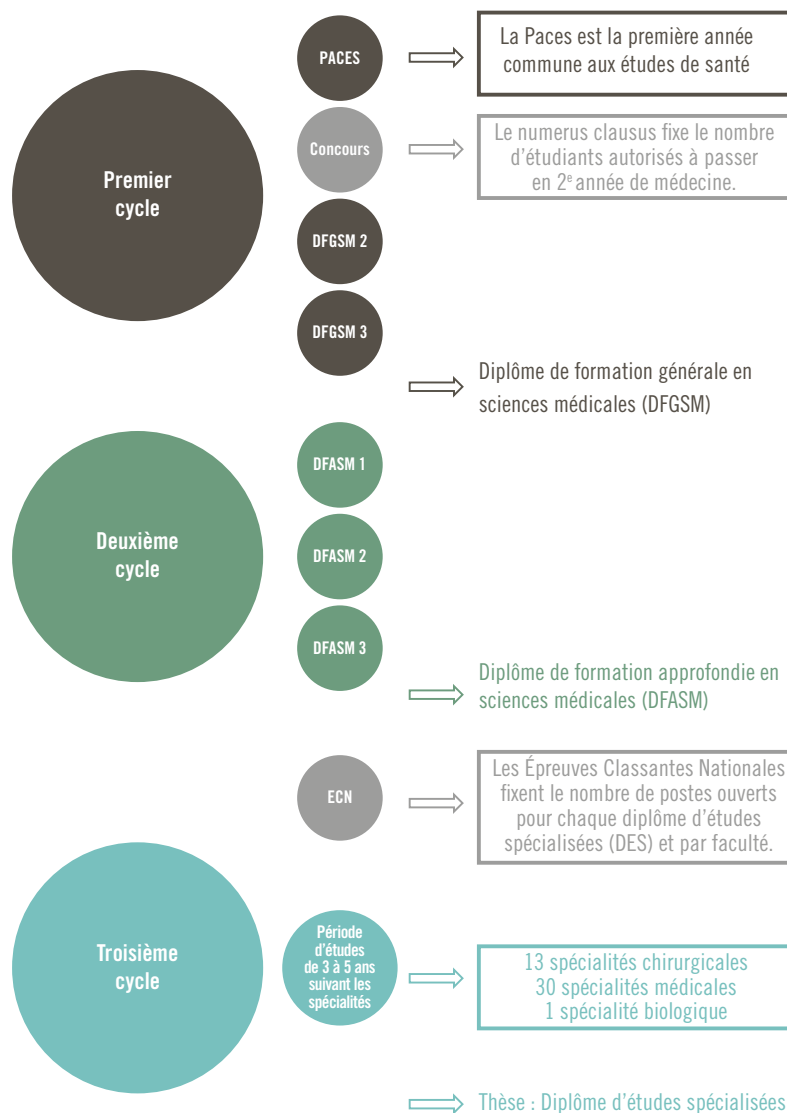 PACES
La Paces est la première année
commune aux études de santé
Premier
cycle
Concours
Le numerus clausus fixe le nombre
d'étudiants autorisés à passer
en 2e année de médecine.
DFGSM 2
DFGSM 3
Diplôme de formation générale en
sciences médicales (DFGSM)
Deuxième
cycle
DFASM 1
DFASM 2
DFASM 3
Diplôme de formation approfondie en
sciences médicales (DFASM)
ECN
Les Épreuves Classantes Nationales
fixent le nombre de postes ouverts
pour chaque diplôme d'études
spécialisées (DES) et par faculté.
Troisième
cycle
Période
d'études
de 3 à 5 ans
suivant les
spécialités
13 spécialités chirurgicales
30 spécialités médicales
1 spécialité biologique
Thèse : Diplôme d'études spécialisées